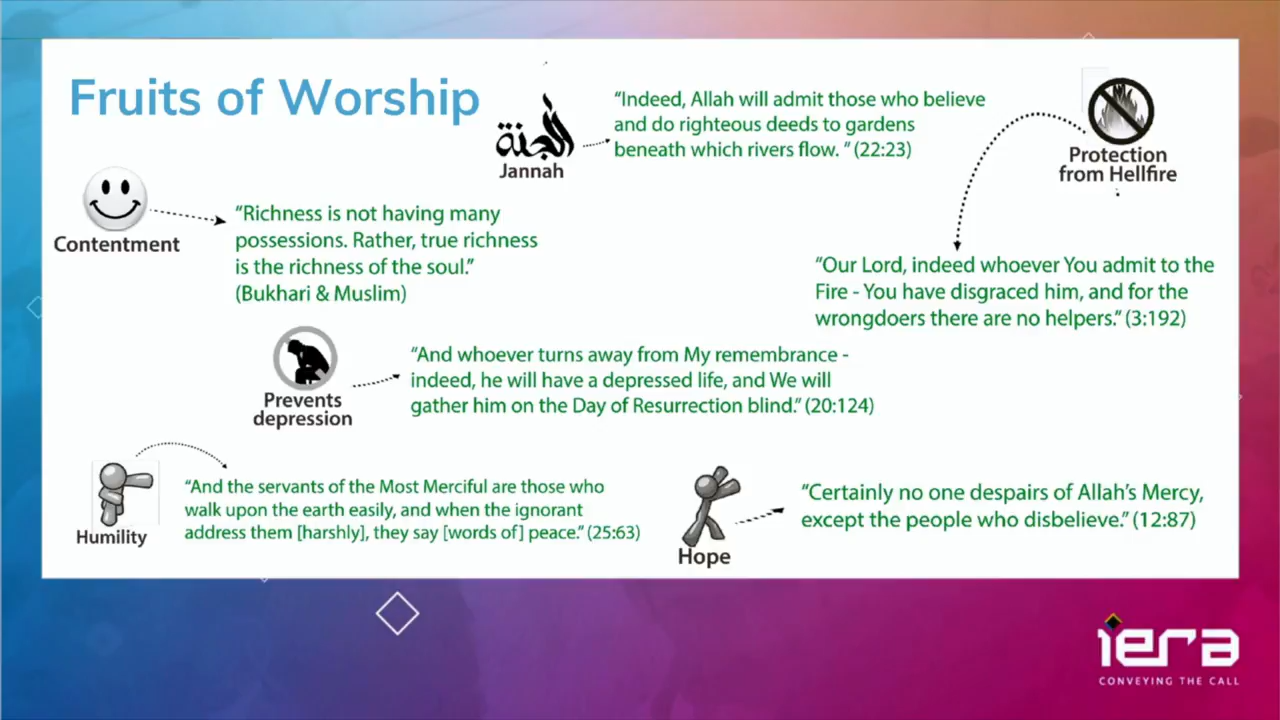 Fruits of Worship
الجنة
Jannah
“Indeed, Allah will admit those who believe
and do righteous deeds to gardens
beneath which rivers flow. ” (22:23)
Protection
from Hellfire
“Our Lord, indeed whoever You admit to the
Fire - You have disgraced him, and for the
wrongdoers there are no helpers.” (3:192)
Contentment
“Richness is not having many
possessions. Rather, true richness
is the richness of the soul.”
(Bukhari & Muslim)
Prevents
depression
“And whoever turns away from My remembrance -
indeed, he will have a depressed life, and We will
gather him on the Day of Resurrection blind.” (20:124)
Humility
“And the servants of the Most Merciful are those who
walk upon the earth easily, and when the ignorant
address them [harshly], they say [words of] peace.” (25:63)
Hope
“Certainly no one despairs of Allah’s Mercy,
except the people who disbelieve.” (12:87)
iera
CONVEYING THE CALL